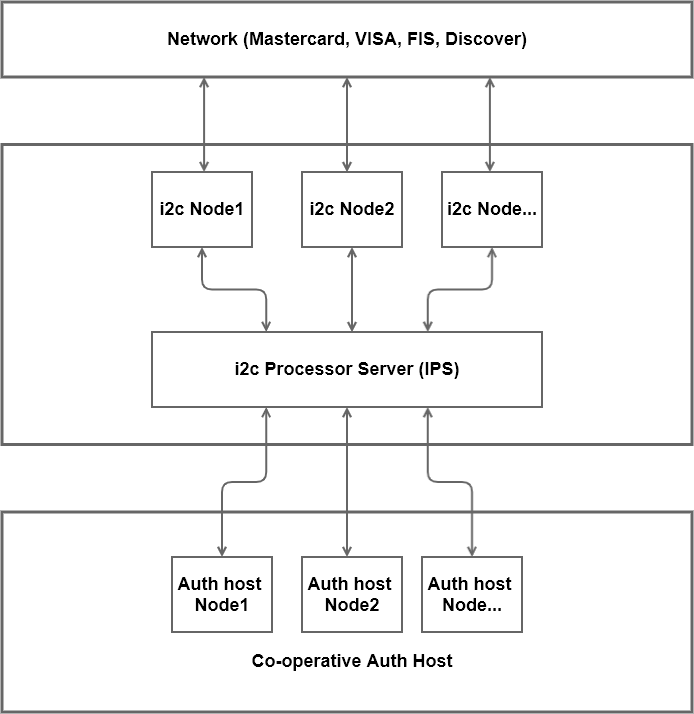 Network (Mastercard, VISA, FIS, Discover)
i2c Node1
i2c Node2
i2c Node...
i2c Processor Server (IPS)
Auth host
Node1
Auth host
Node2
Auth host
Node...
Co-operative Auth Host